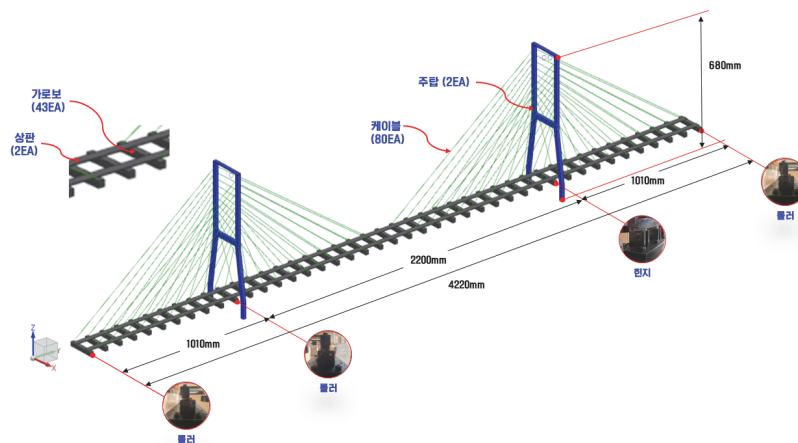 가로보
(43EA)
상판
(2EA)
케이블
(80EA)
주탑 (2EA)
680mm
1010mm
2200mm
4220mm
1010mm
롤러
힌지
롤러
롤러
Z
Y
X